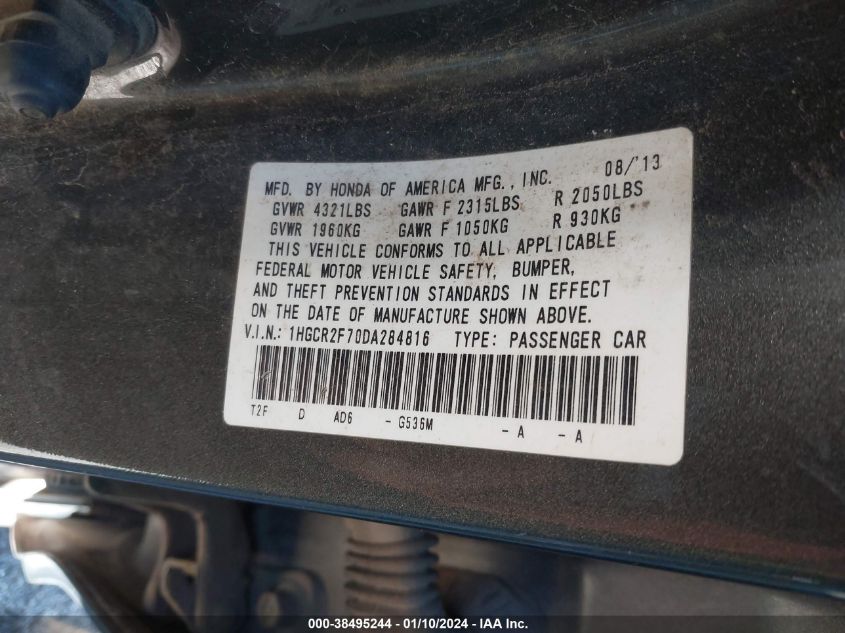 MFD. BY HONDA OF AMERICA MFG., INC. 08/'13
GVWR 4321LBS GAWR F 2315LBS R 2050LBS
GVWR 1960KG GAWR F 1050KG R 930KG
THIS VEHICLE CONFORMS TO ALL APPLICABLE
FEDERAL MOTOR VEHICLE SAFETY, BUMPER,
AND THEFT PREVENTION STANDARDS IN EFFECT
ON THE DATE OF MANUFACTURE SHOWN ABOVE.
V.I.N.: 1HGCR2F70DA284816 TYPE: PASSENGER CAR
T2F D AD6 - G536M - A - A
000-38495244 / 01/10/2024 / IAA Inc.